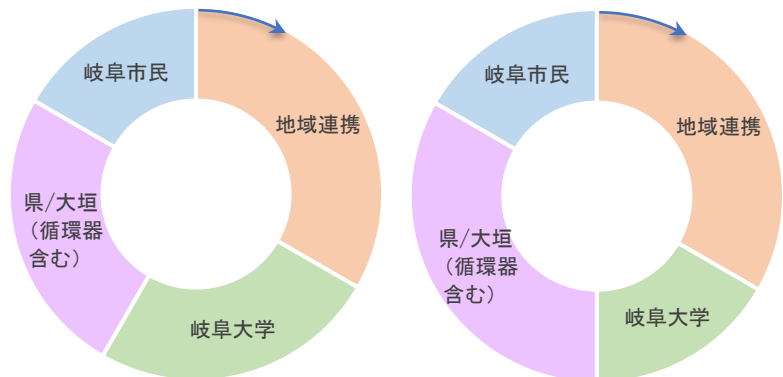 岐阜市民
地域連携
県/大垣
（循環器
含む）
岐阜大学
岐阜市民
地域連携
県/大垣
（循環器
含む）
岐阜大学